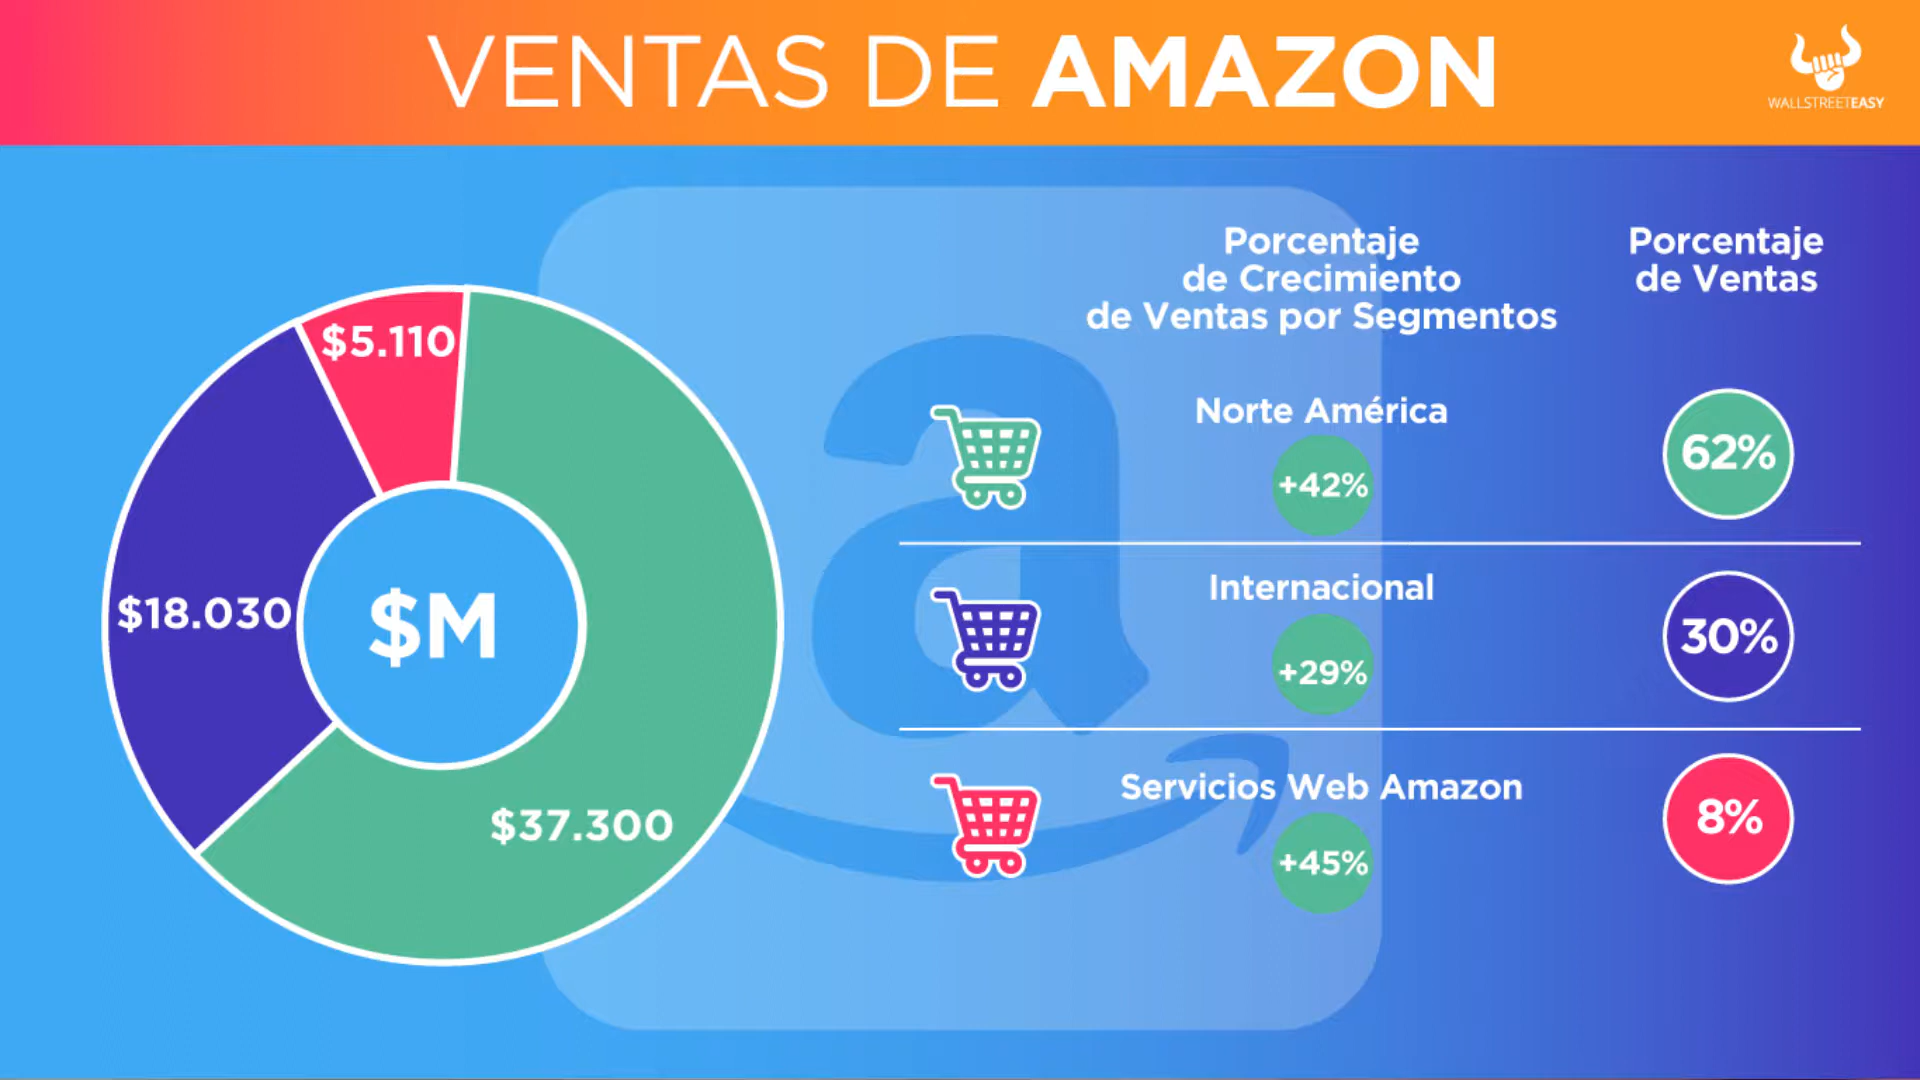 VENTAS DE AMAZON
WALLSTREETEASY
Porcentaje
de Crecimiento
de Ventas por Segmentos
Porcentaje
de Ventas
$5.110
$18.030
$M
$37.300
Norte América
+42%
62%
Internacional
+29%
30%
Servicios Web Amazon
+45%
8%
a